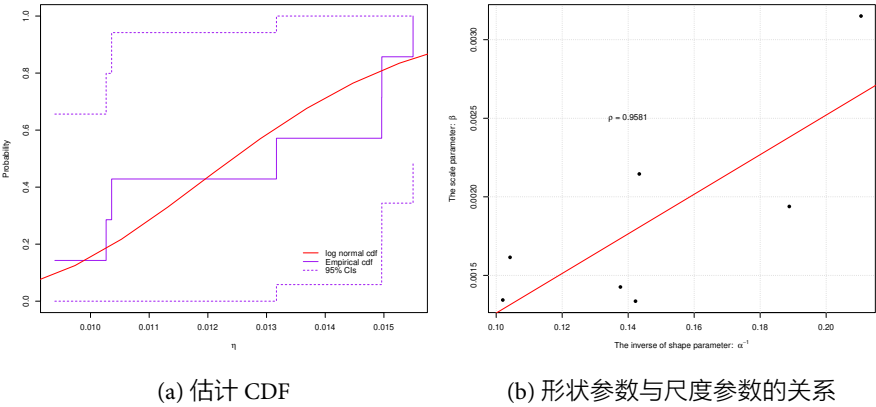 Probability
1.0
0.8
0.6
0.4
0.2
0.0
log normal cdf
Empirical cdf
95% CIs
0.010 0.011 0.012 0.013 0.014 0.015
η
The scale parameter: β
0.0030
0.0025
0.0020
0.0015
ρ = 0.9581
0.10 0.12 0.14 0.16 0.18 0.20
The inverse of shape parameter: α⁻¹
(a) 估计 CDF
(b) 形状参数与尺度参数的关系